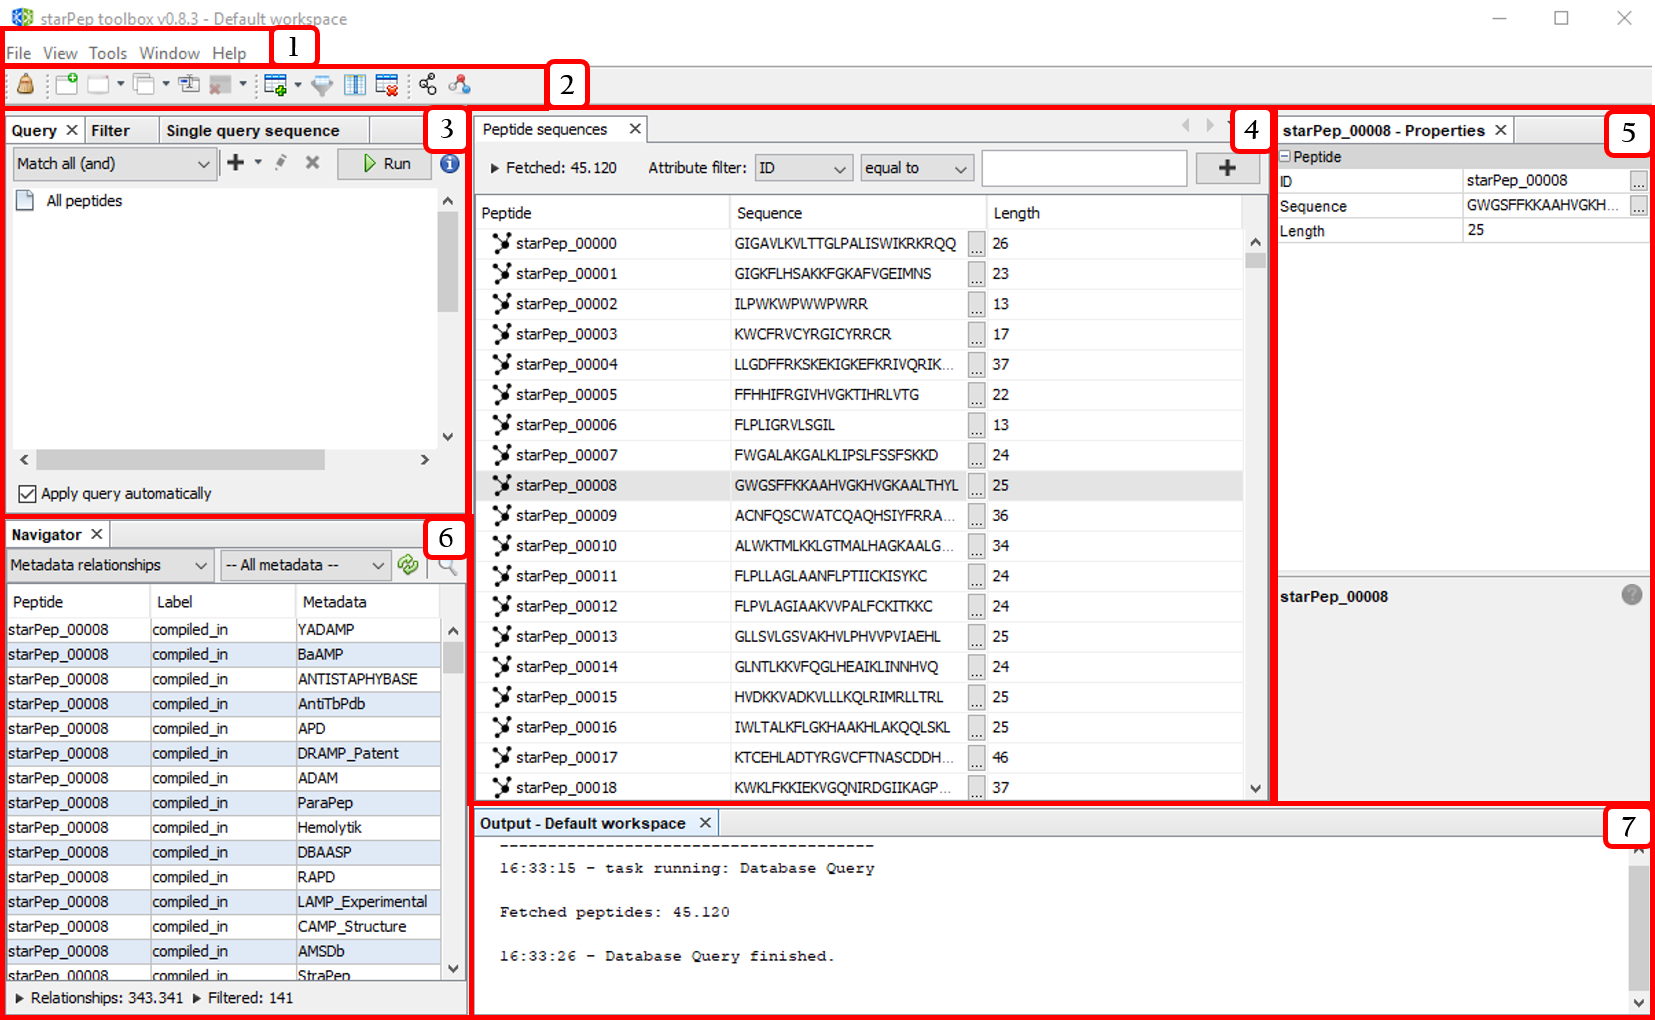 starPep toolbox v0.8.3 - Default workspace
File View Tools Window Help
1
2
Query
Filter
Single query sequence
3
Match all (and)
Run
All peptides
Apply query automatically
Peptide sequences
4
Fetched: 45.120
Attribute filter: ID equal to
Peptide Sequence Length
starPep_00000 GIGAVLKVLTTGLPALISWIKRKRQQ ... 26
starPep_00001 GIGKFLHSAKKFGKAFVGEIMNS ... 23
starPep_00002 ILPWKWPWWPWRR ... 13
starPep_00003 KWCFRVCYRGICYRRCR ... 17
starPep_00004 LLGDFFRKSKEKIGKEFKRIVQRIK... ... 37
starPep_00005 FFHHIFRGIVHVGKTIHRLVTG ... 22
starPep_00006 FLPLIGRVLSGIL ... 13
starPep_00007 FWGALAKGALKLIPSLFSSFSKKD ... 24
starPep_00008 GWGSFFKKAAHVGKHVGKAALTHYL ... 25
starPep_00009 ACNFQSCWATCQAQHSIYFRRA... ... 36
starPep_00010 ALWKTMLKKLGTMALHAGKAALG... ... 34
starPep_00011 FLPLLAGLAANFLPTIICKISYKC ... 24
starPep_00012 FLPVLAGIAAKVVPALFCKITKKC ... 24
starPep_00013 GLLSVLGSVAKHVLPHVVPVIAEHL ... 25
starPep_00014 GLNTLKKVFQGLHEAIKLINNHVQ ... 24
starPep_00015 HVDKKVADKVLLLKQLRIMRLLTRL ... 25
starPep_00016 IWLTALKFLGKHAAKHLAKQQLSKL ... 25
starPep_00017 KTCEHLADTYRGVCFTNASCDDH... ... 46
starPep_00018 KWKLFKKIEKVGQNIRDGIIKAGP... ... 37
starPep_00008 - Properties
5
Peptide
ID starPep_00008 ...
Sequence GWGSFFKKAAHVGKH... ...
Length 25
starPep_00008
Navigator
6
Metadata relationships -- All metadata --
Peptide Label Metadata
starPep_00008 compiled_in YADAMP
starPep_00008 compiled_in BaAMP
starPep_00008 compiled_in ANTISTAPHYBASE
starPep_00008 compiled_in AntiTbPdb
starPep_00008 compiled_in APD
starPep_00008 compiled_in DRAMP_Patent
starPep_00008 compiled_in ADAM
starPep_00008 compiled_in ParaPep
starPep_00008 compiled_in Hemolytik
starPep_00008 compiled_in DBAASP
starPep_00008 compiled_in RAPD
starPep_00008 compiled_in LAMP_Experimental
starPep_00008 compiled_in CAMP_Structure
starPep_00008 compiled_in AMSDb
starPep_00008 compiled_in StraPep
Relationships: 343.341 Filtered: 141
Output - Default workspace
7
---------------------------------------
16:33:15 - task running: Database Query
Fetched peptides: 45.120
16:33:26 - Database Query finished.